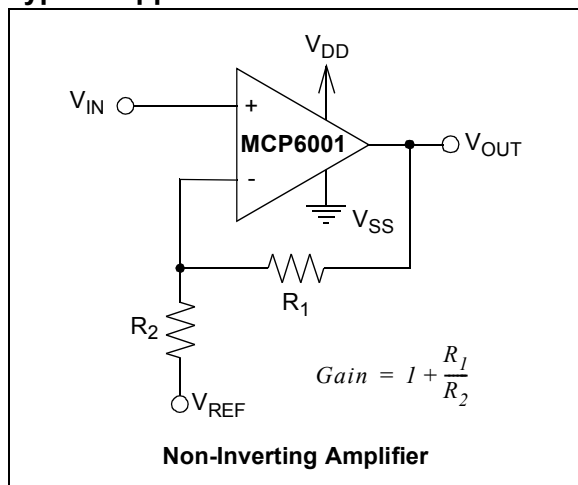 V_DD
V_IN
+
MCP6001
V_OUT
-
V_SS
R_1
R_2
Gain = 1 + R_1/R_2
V_REF
Non-Inverting Amplifier